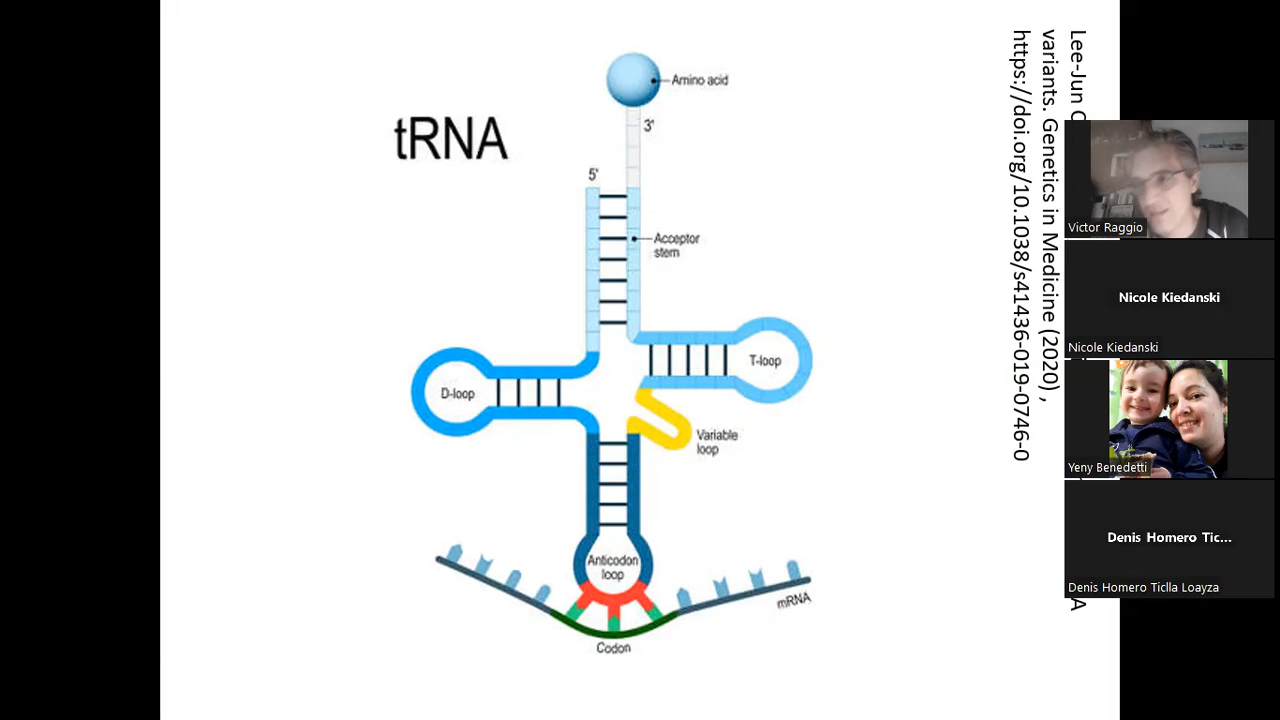 tRNA
Amino acid
3'
5'
Acceptor
stem
T-loop
D-loop
Variable
loop
Anticodon
loop
mRNA
Codon
Lee-Jun
variants. Genetics in Medicine (2020) ,
https://doi.org/10.1038/s41436-019-0746-0
Victor Raggio
Nicole Kiedanski
Nicole Kiedanski
Yeny Benedetti
Denis Homero Tic...
Denis Homero Ticlla Loayza